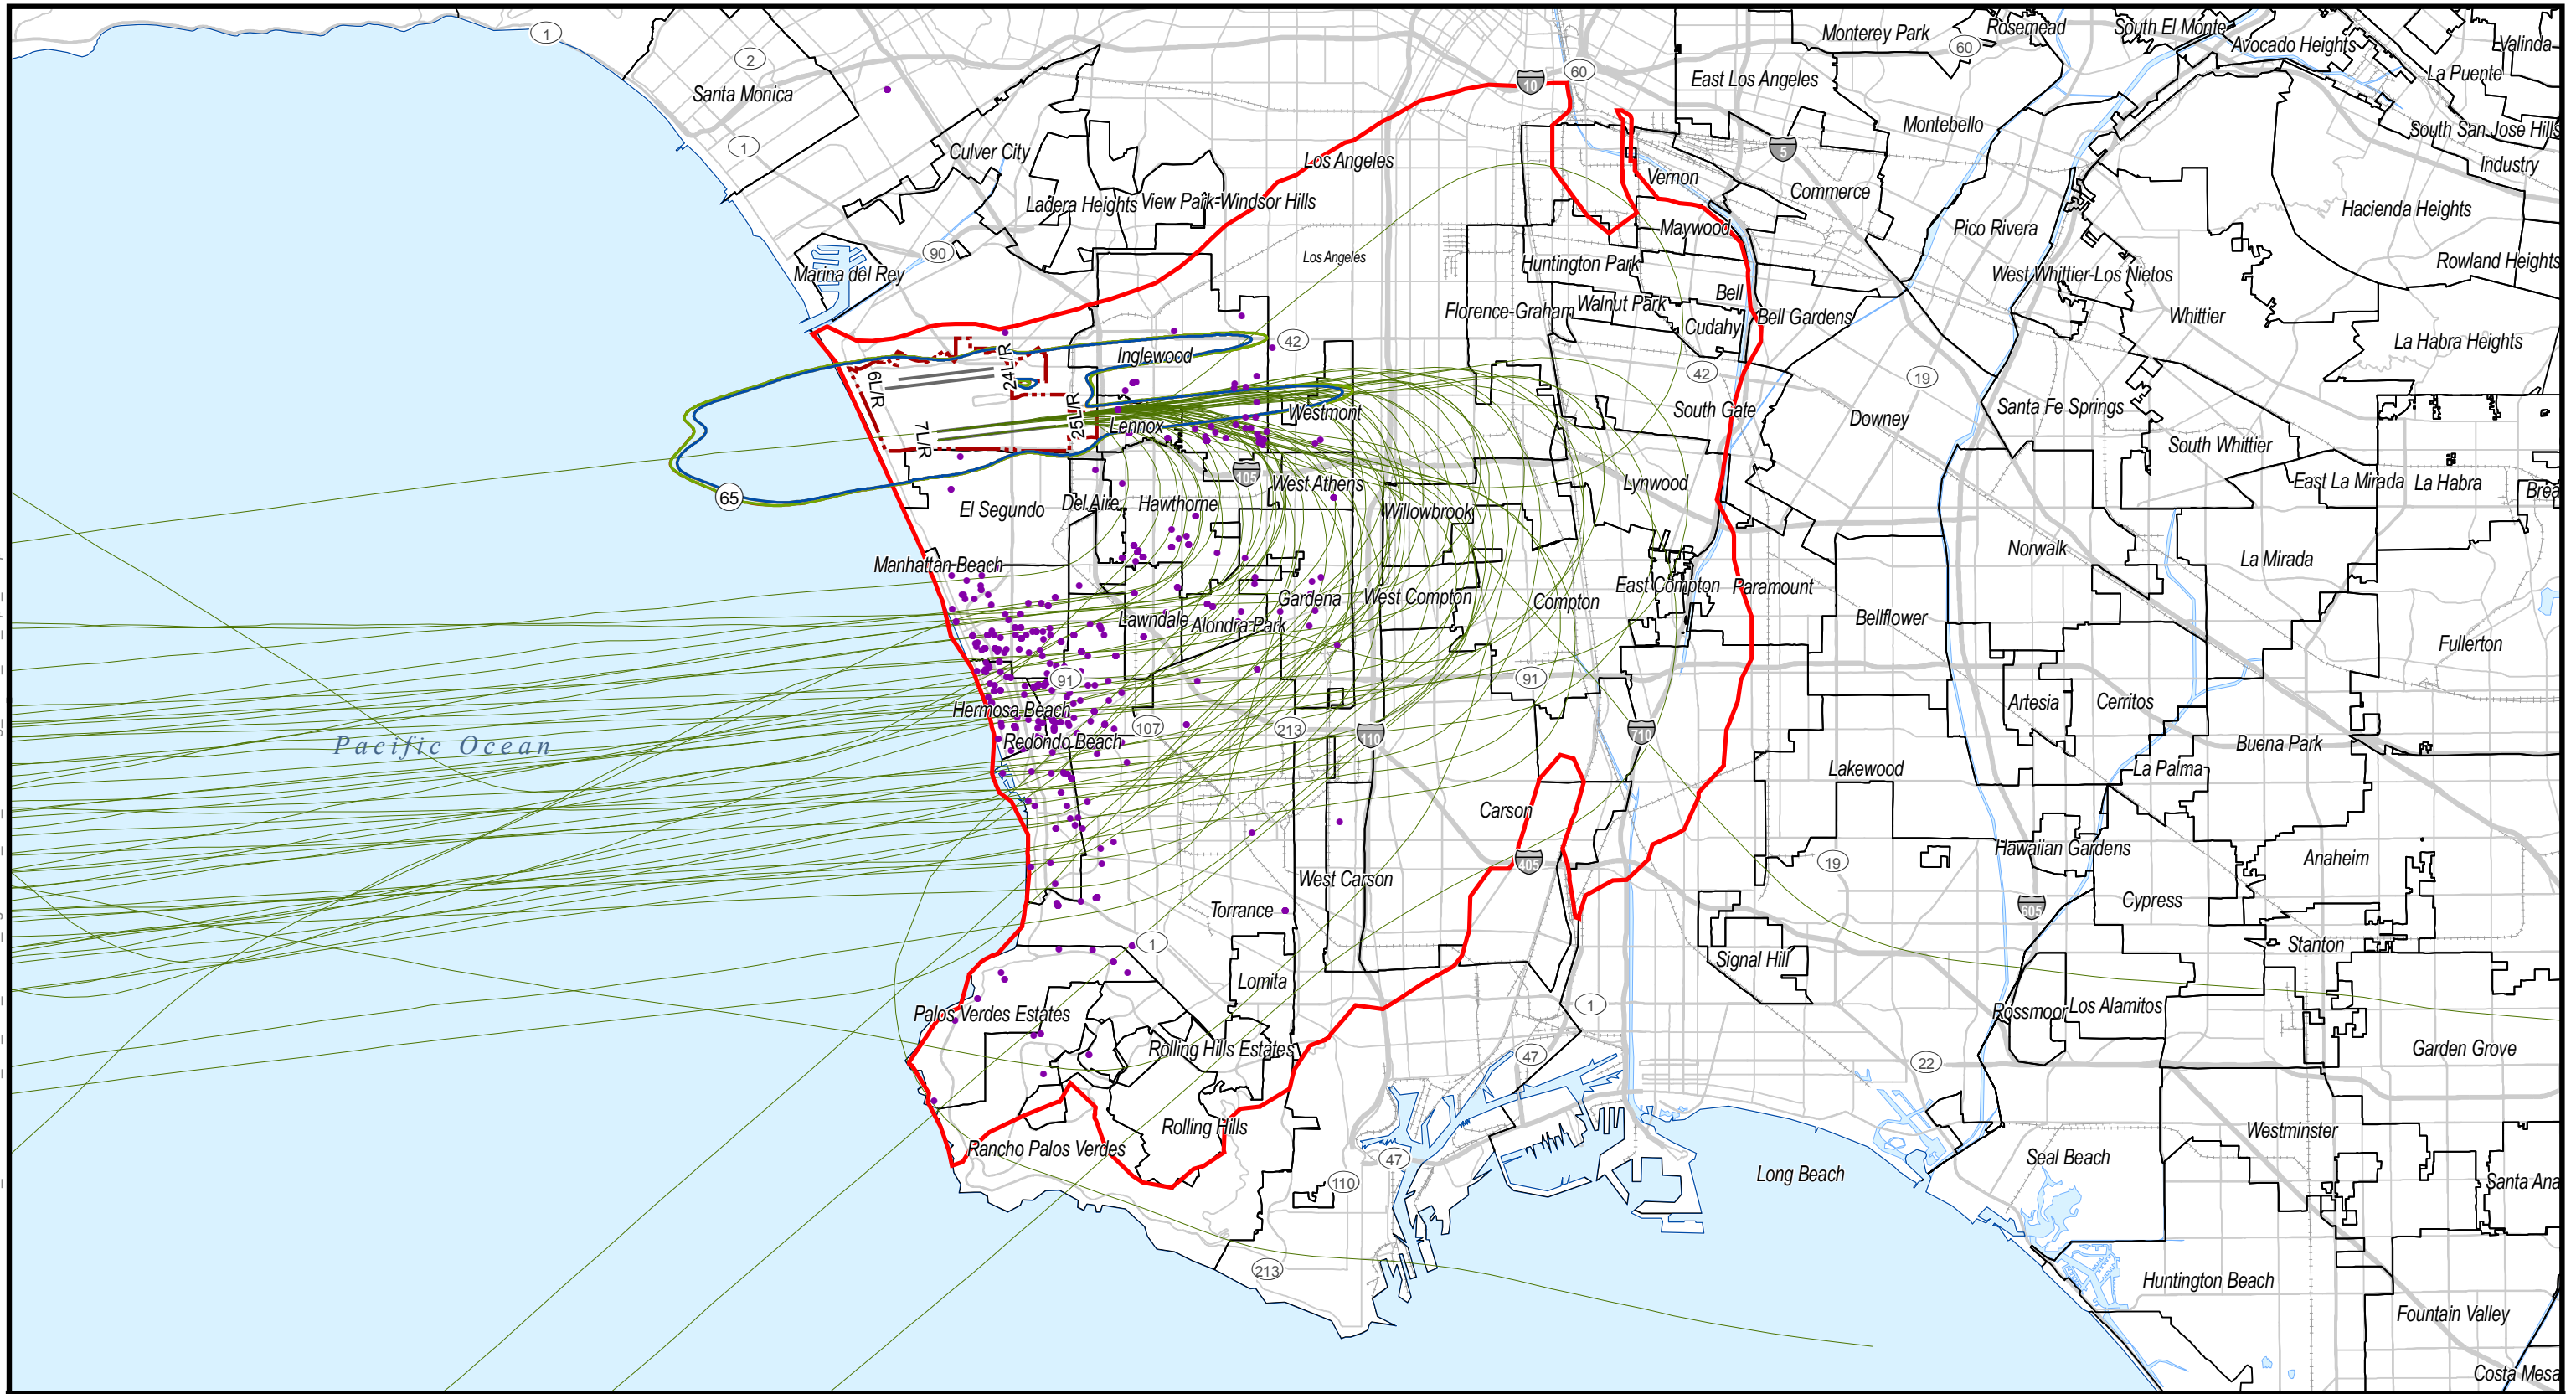 1
Monterey Park
Rosemead
South El Monte
60
Avocado Heights
Valinda
2
60
La Puente
Santa Monica
10
East Los Angeles
Montebello
South San Jose Hills
1
Culver City
Los Angeles
5
Industry
Vernon
Commerce
Ladera Heights
View Park-Windsor Hills
Hacienda Heights
Maywood
Pico Rivera
90
Los Angeles
Huntington Park
Rowland Heights
Marina del Rey
West Whittier-Los Nietos
Bell
Florence-Graham
Walnut Park
Cudahy
Bell Gardens
Whittier
42
La Habra Heights
Inglewood
24L/R
6L/R
42
19
Santa Fe Springs
Westmont
South Gate
Downey
25L/R
Lennox
7L/R
South Whittier
105
West Athens
Lynwood
East La Mirada
La Habra
Brea
65
El Segundo
Del Aire
Hawthorne
Willowbrook
Norwalk
La Mirada
Manhattan Beach
East Compton
Paramount
Gardena
West Compton
Compton
Lawndale
Alondra Park
Bellflower
Fullerton
91
91
Artesia
Cerritos
Hermosa Beach
107
213
110
710
Redondo Beach
Pacific Ocean
Buena Park
Lakewood
La Palma
Carson
Hawaiian Gardens
Anaheim
405
19
West Carson
Cypress
605
Torrance
1
Stanton
Signal Hill
Lomita
1
Rossmoor
Los Alamitos
Palos Verdes Estates
Rolling Hills Estates
47
22
Garden Grove
Rolling Hills
Westminster
Rancho Palos Verdes
47
Seal Beach
Long Beach
110
Santa Ana
213
Huntington Beach
Fountain Valley
Costa Mesa